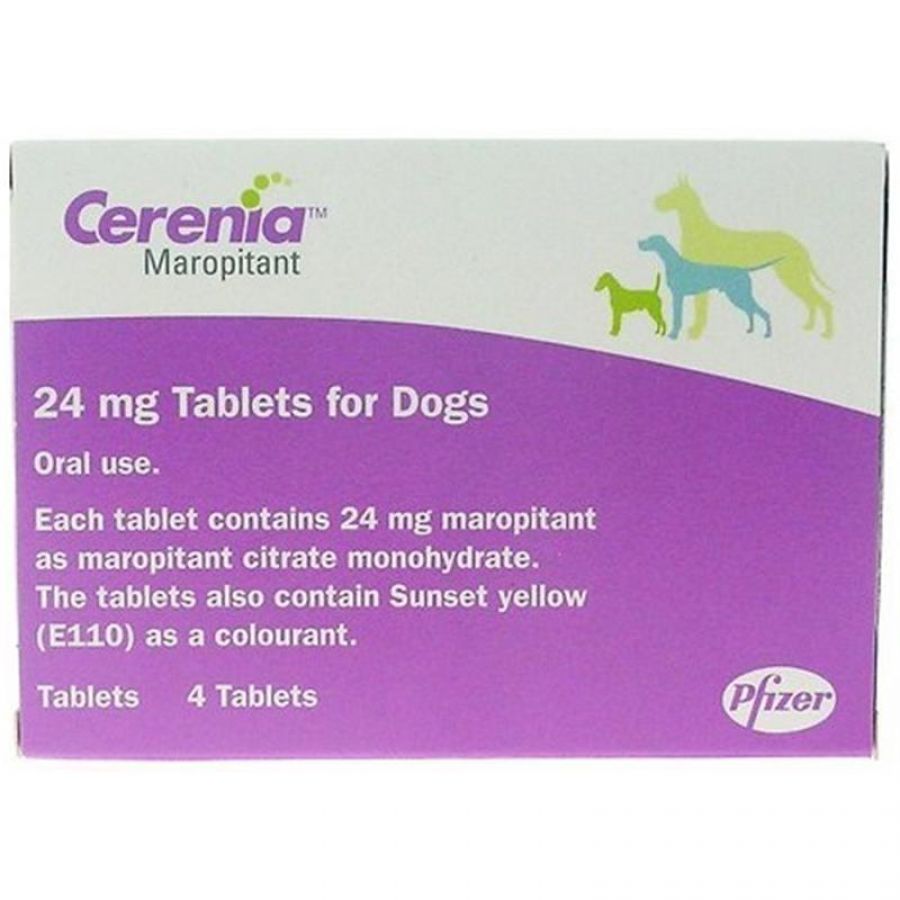 Cerenia™
Maropitant
24 mg Tablets for Dogs
Oral use.
Each tablet contains 24 mg maropitant
as maropitant citrate monohydrate.
The tablets also contain Sunset yellow
(E110) as a colourant.
Tablets 4 Tablets
Pfizer